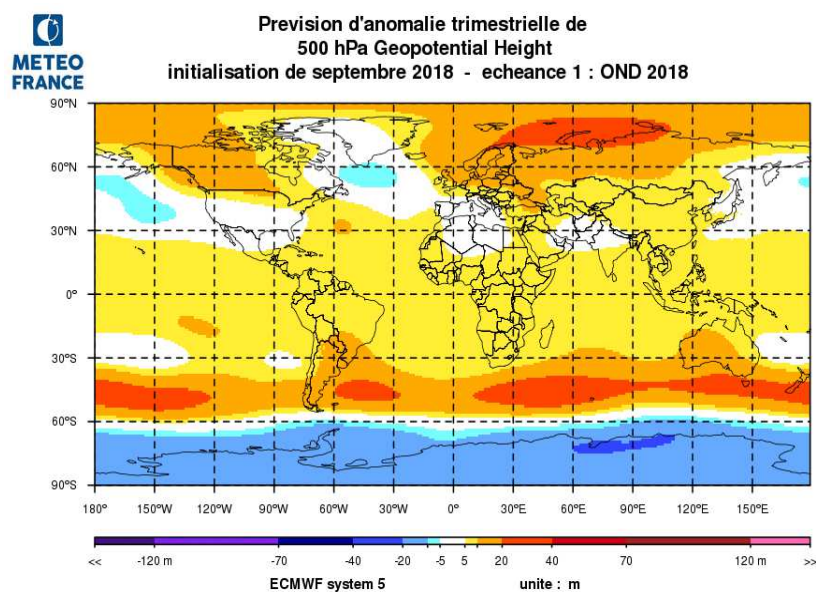 METEO
FRANCE
Prevision d'anomalie trimestrielle de
500 hPa Geopotential Height
initialisation de septembre 2018 - echeance 1 : OND 2018
90ºN
60ºN
30ºN
0º
30ºS
60ºS
90ºS
180º 150ºW 120ºW 90ºW 60ºW 30ºW 0º 30ºE 60ºE 90ºE 120ºE 150ºE
<< -120 m -70 -40 -20 -5 5 20 40 70 120 m >>
ECMWF system 5 unite : m